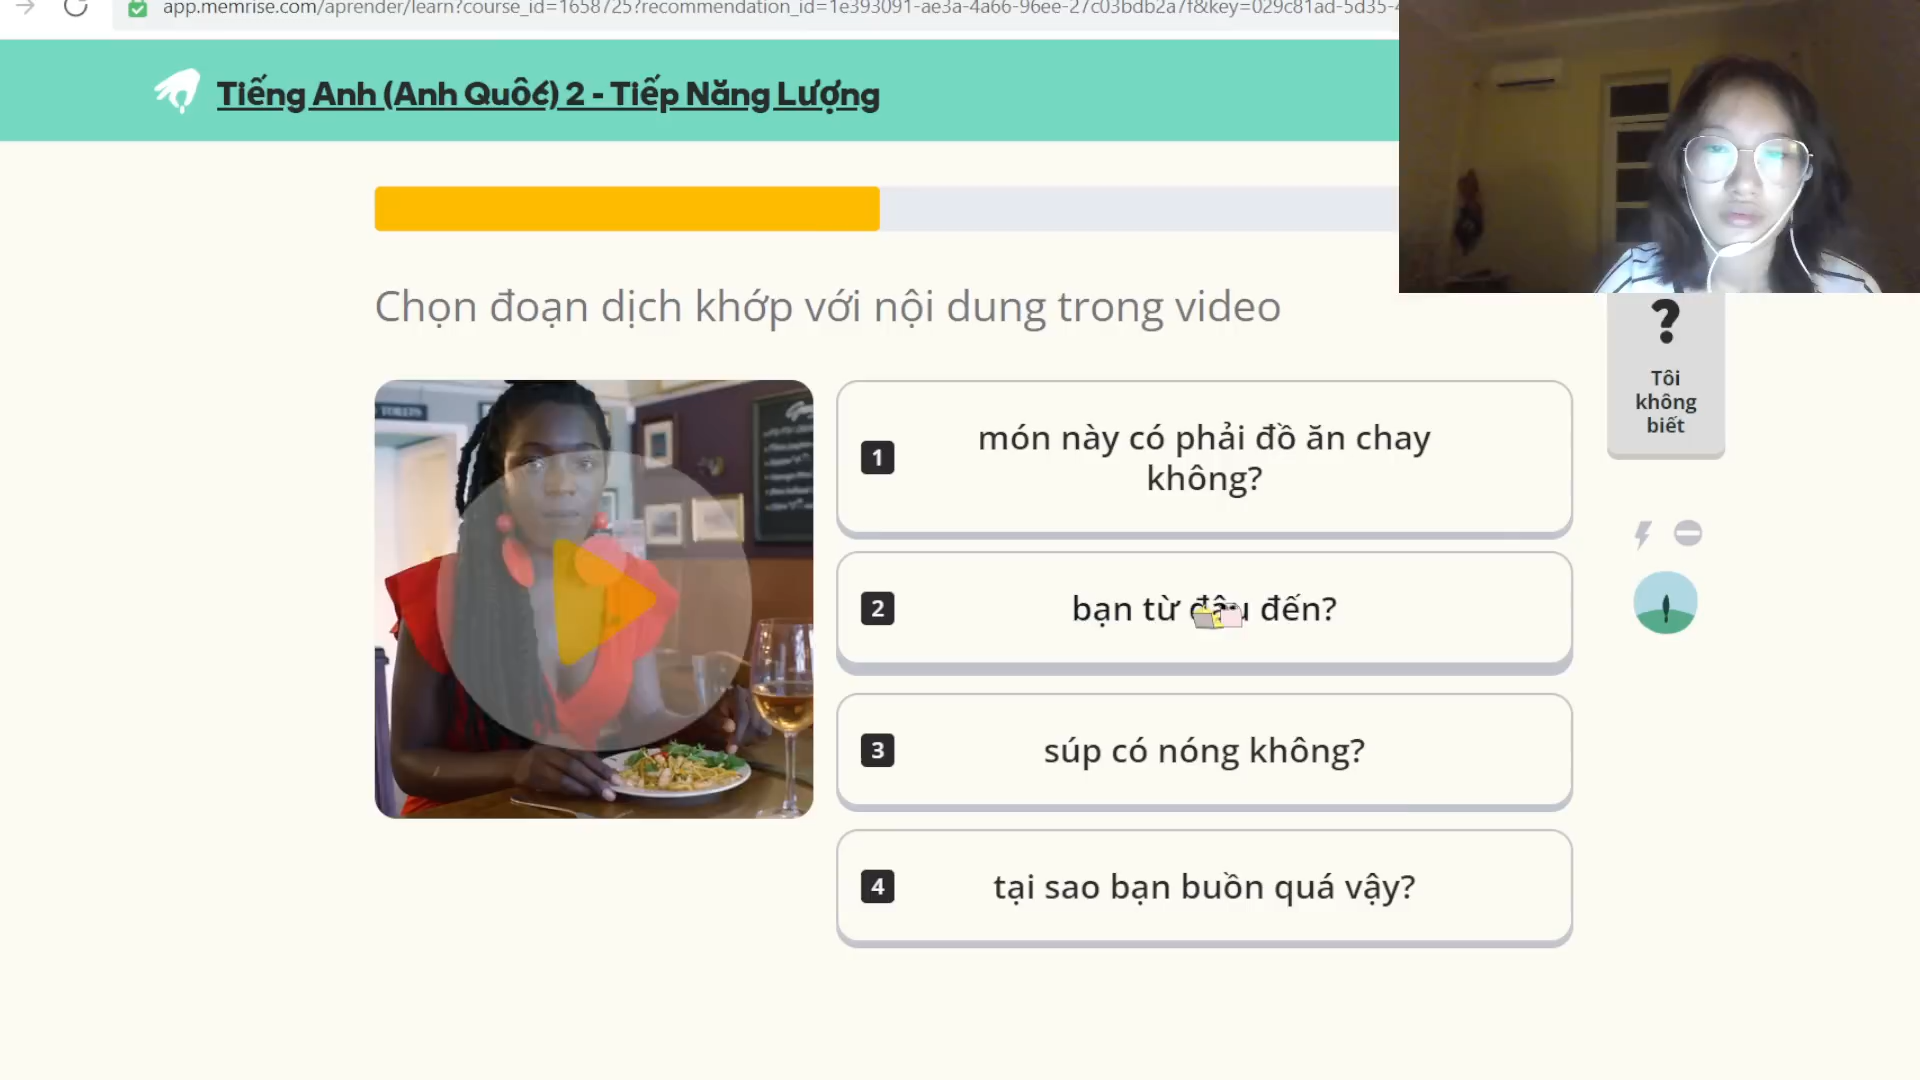 app.memrise.com/aprender/learn?course_id=1658725?recommendation_id=1e393091-ae3a-4a66-96ee-27c03bdb2a7f&key=029c81ad-5d35-4
Tiếng Anh (Anh Quốc) 2 - Tiếp Năng Lượng
Chọn đoạn dịch khớp với nội dung trong video
?
Tôi
không
biết
TOILETS
1
món này có phải đồ ăn chay
không?
2
bạn từ đâu đến?
3
súp có nóng không?
4
tại sao bạn buồn quá vậy?